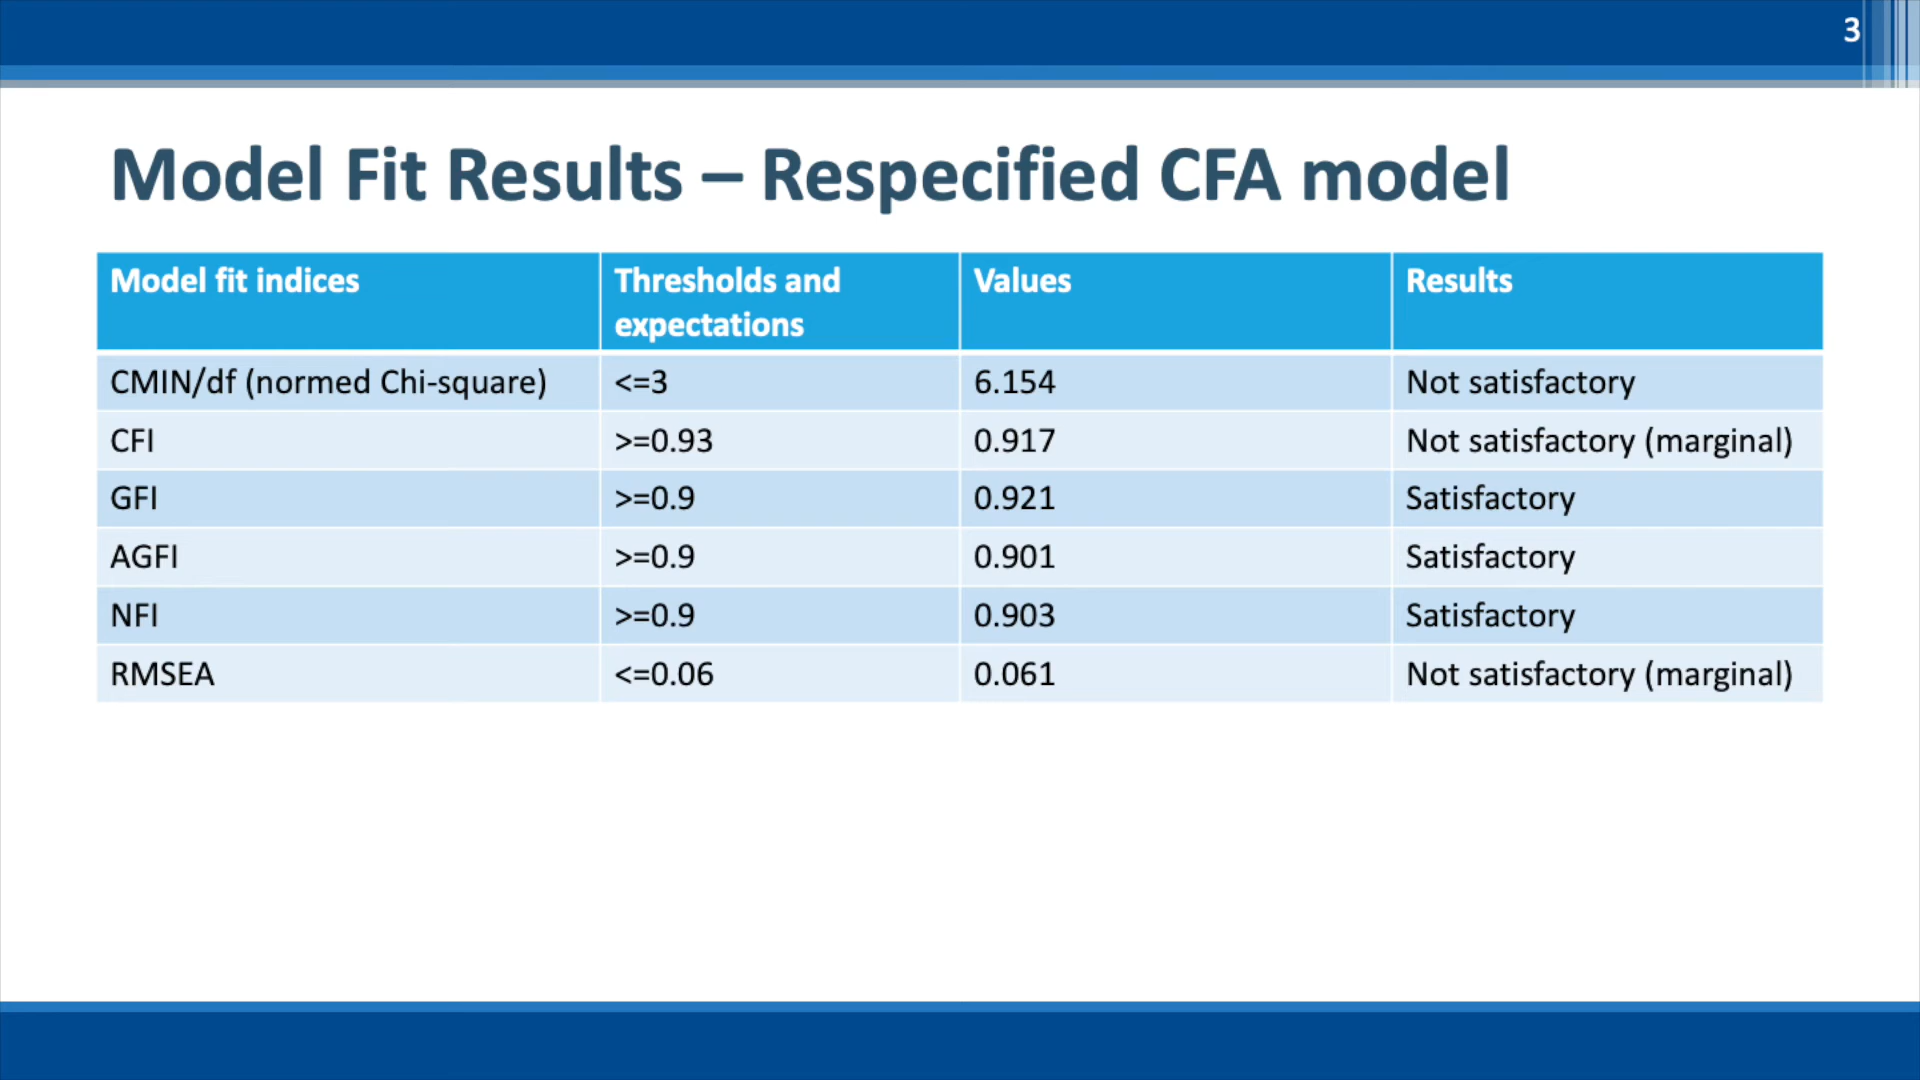 3
Model Fit Results – Respecified CFA model
Model fit indices
Thresholds and
expectations
Values
Results
CMIN/df (normed Chi-square)
<=3
6.154
Not satisfactory
CFI
>=0.93
0.917
Not satisfactory (marginal)
GFI
>=0.9
0.921
Satisfactory
AGFI
>=0.9
0.901
Satisfactory
NFI
>=0.9
0.903
Satisfactory
RMSEA
<=0.06
0.061
Not satisfactory (marginal)